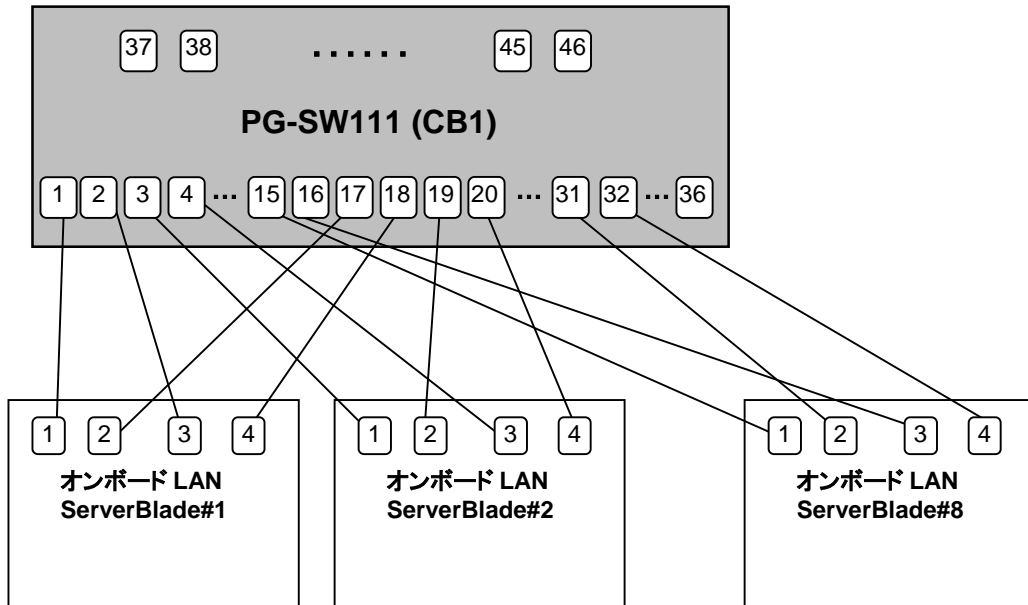 37 38 ...... 45 46
PG-SW111 (CB1)
1 2 3 4 ... 15 16 17 18 19 20 ... 31 32 ... 36
1 2 3 4 1 2 3 4 1 2 3 4
オンボード LAN オンボード LAN オンボード LAN
ServerBlade#1 ServerBlade#2 ServerBlade#8